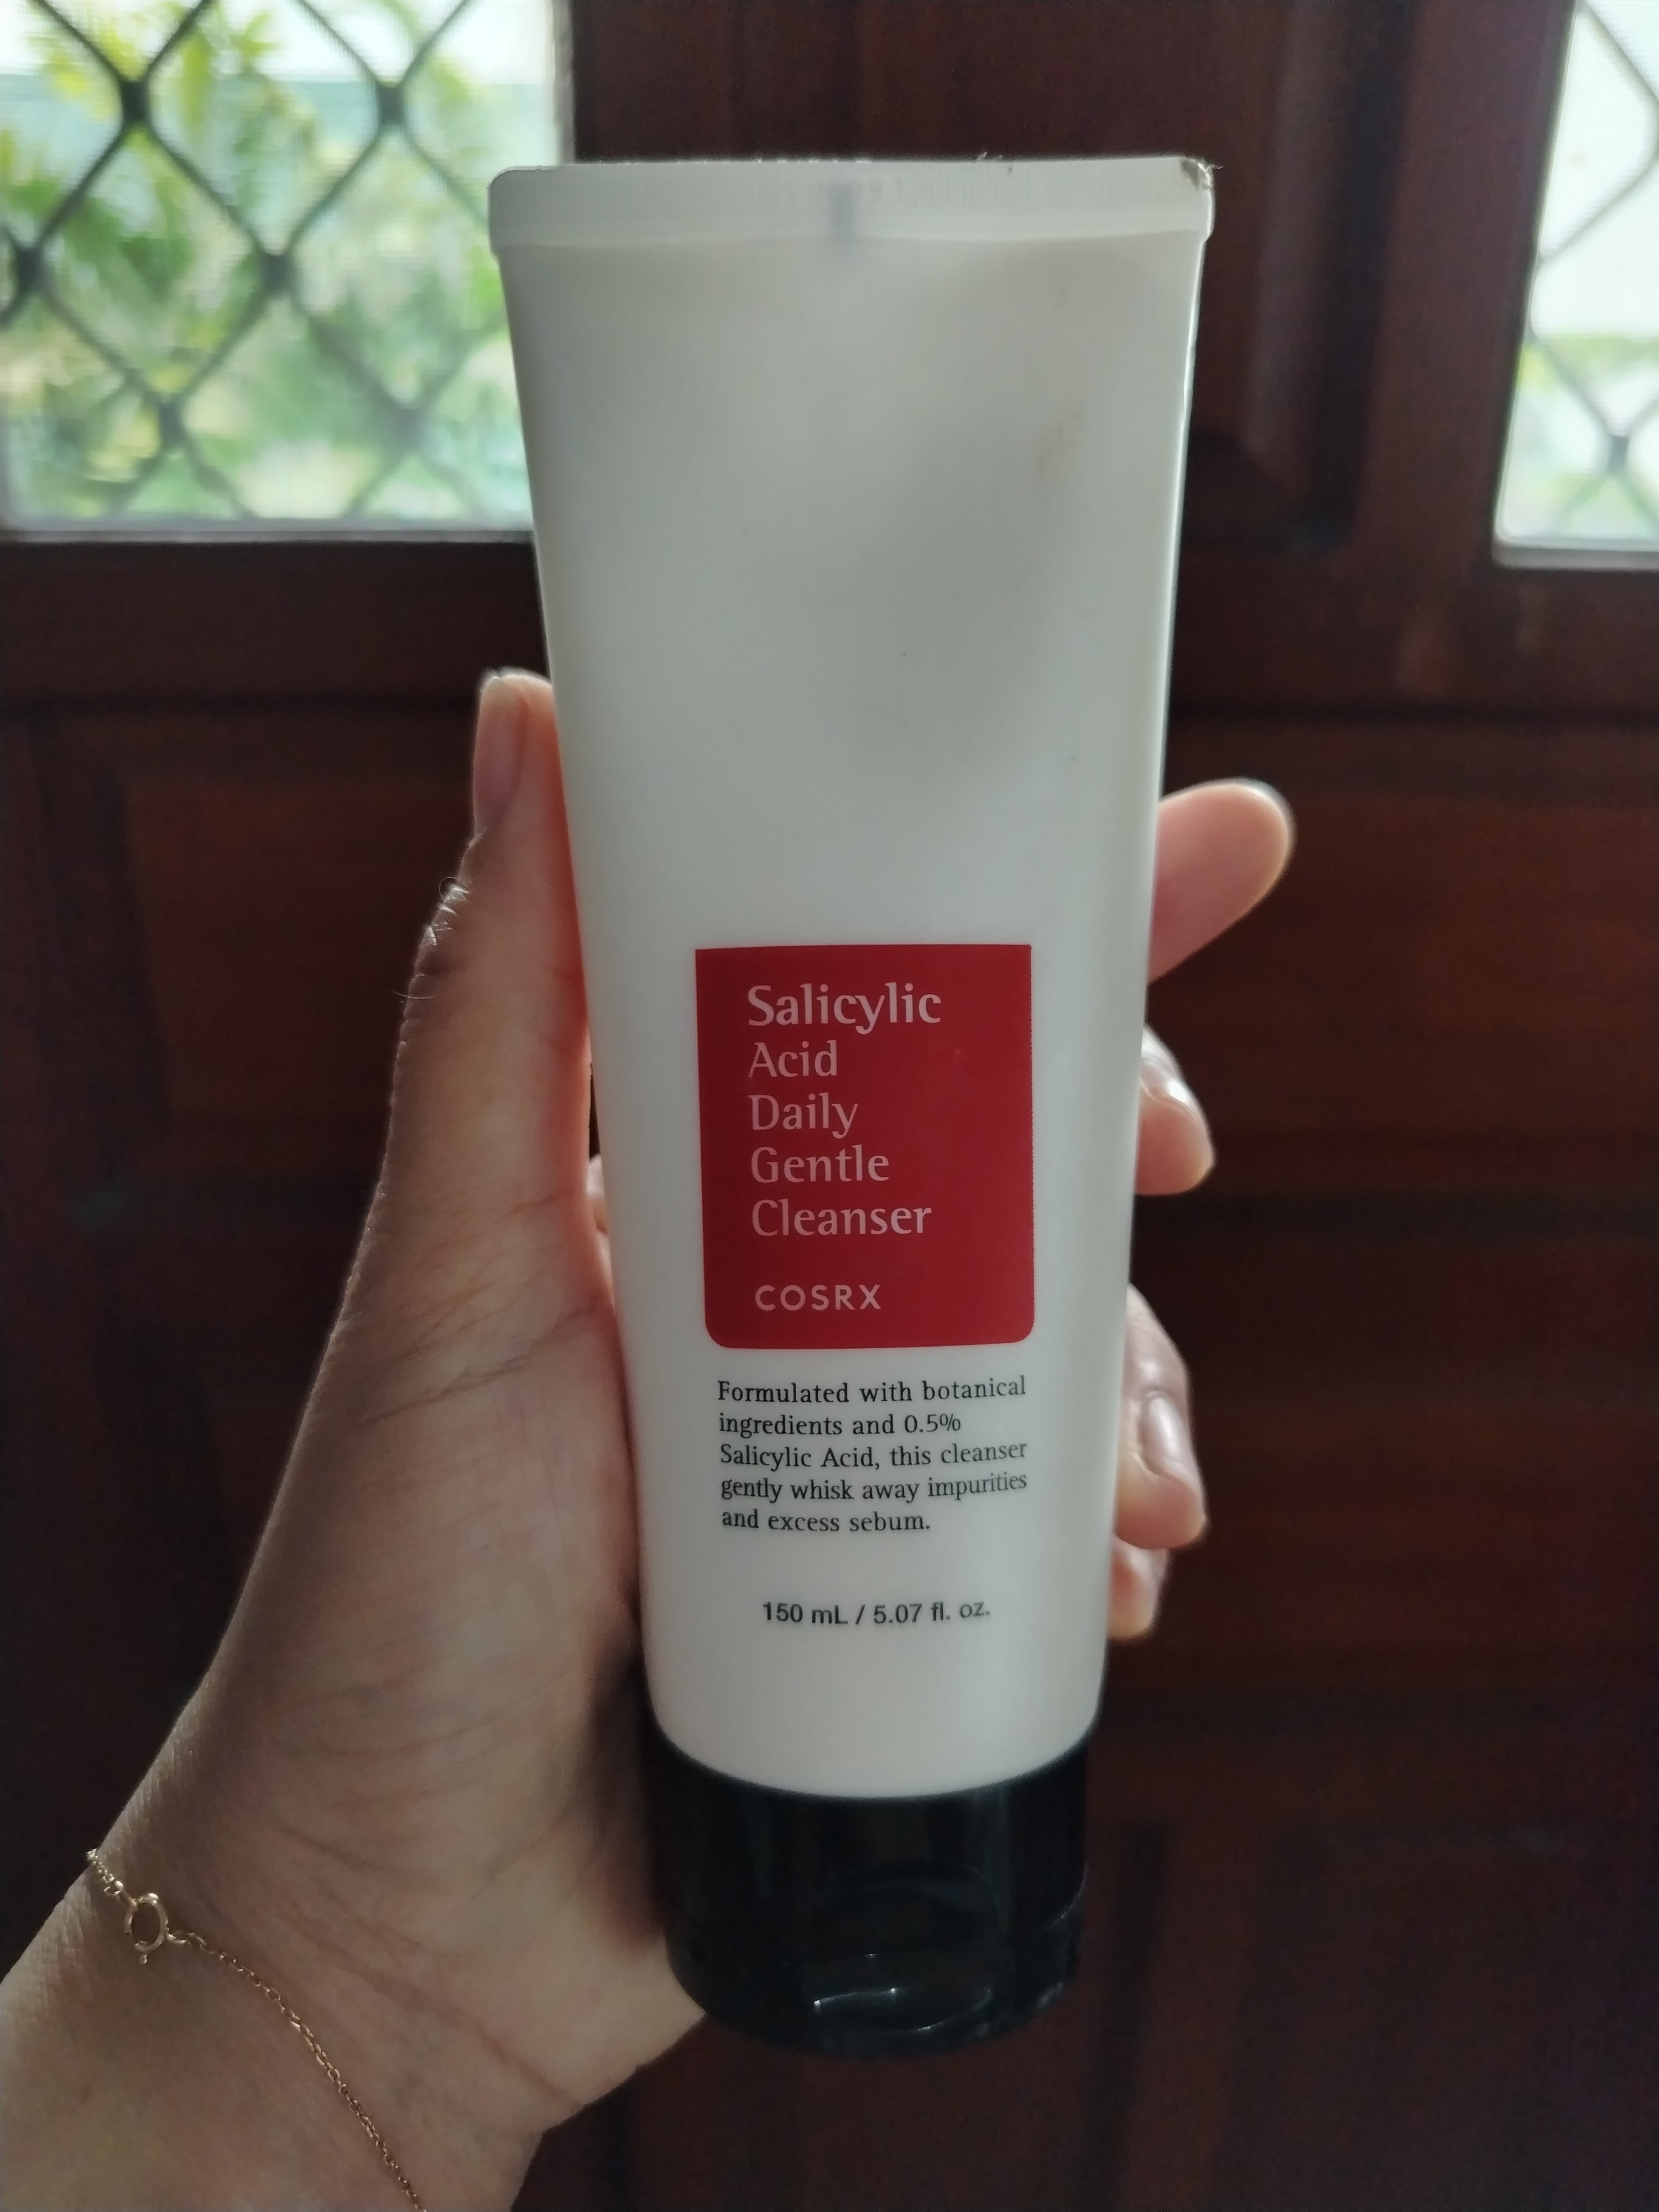 Salicylic
Acid
Daily
Gentle
Cleanser
COSRX
Formulated with botanical
ingredients and 0.5%
Salicylic Acid, this cleanser
gently whisk away impurities
and excess sebum.
150 mL / 5.07 fl. oz.